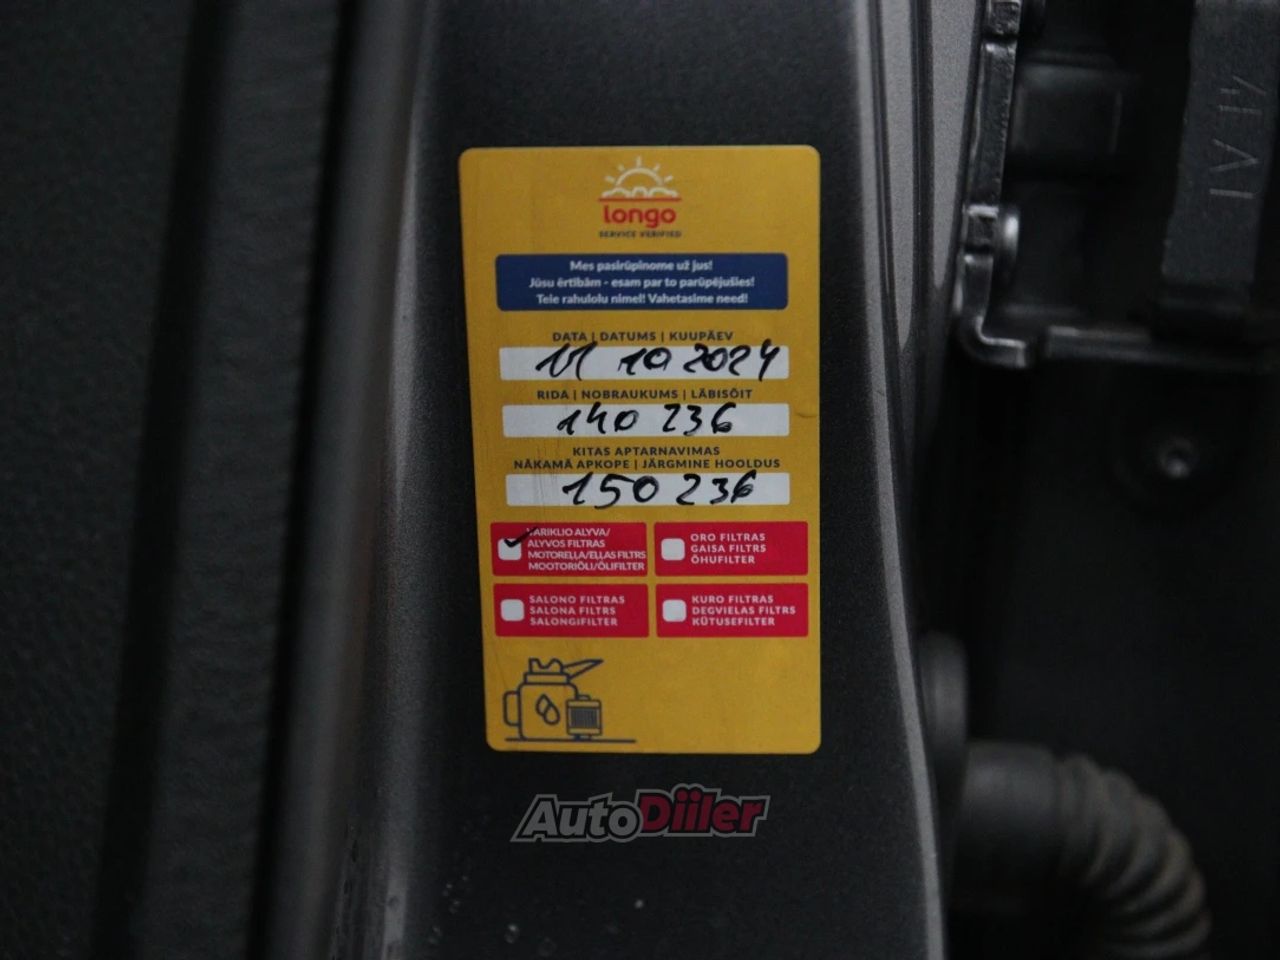 longo
SERVICE VERIFIED
Mes pasirūpinome už jus!
Jūsu ērtībām - esam par to parūpējušies!
Teie rahulolu nimel! Vahetasime need!
DATA | DATUMS | KUUPÄEV
11 10 2024
RIDA | NOBRAUKUMS | LÄBISÕIT
140 236
KITAS APTARNAVIMAS
NĀKAMĀ APKOPE | JÄRGMINE HOOLDUS
150 236
VARIKLIO ALYVA/
ALYVOS FILTRAS
MOTOREĻĻA/EĻĻAS FILTRS
MOOTORIÕLI/ÕLIFILTER
ORO FILTRAS
GAISA FILTRS
ÕHUFILTER
SALONO FILTRAS
SALONA FILTRS
SALONGIFILTER
KURO FILTRAS
DEGVIELAS FILTRS
KÜTUSEFILTER
AutoDiiler